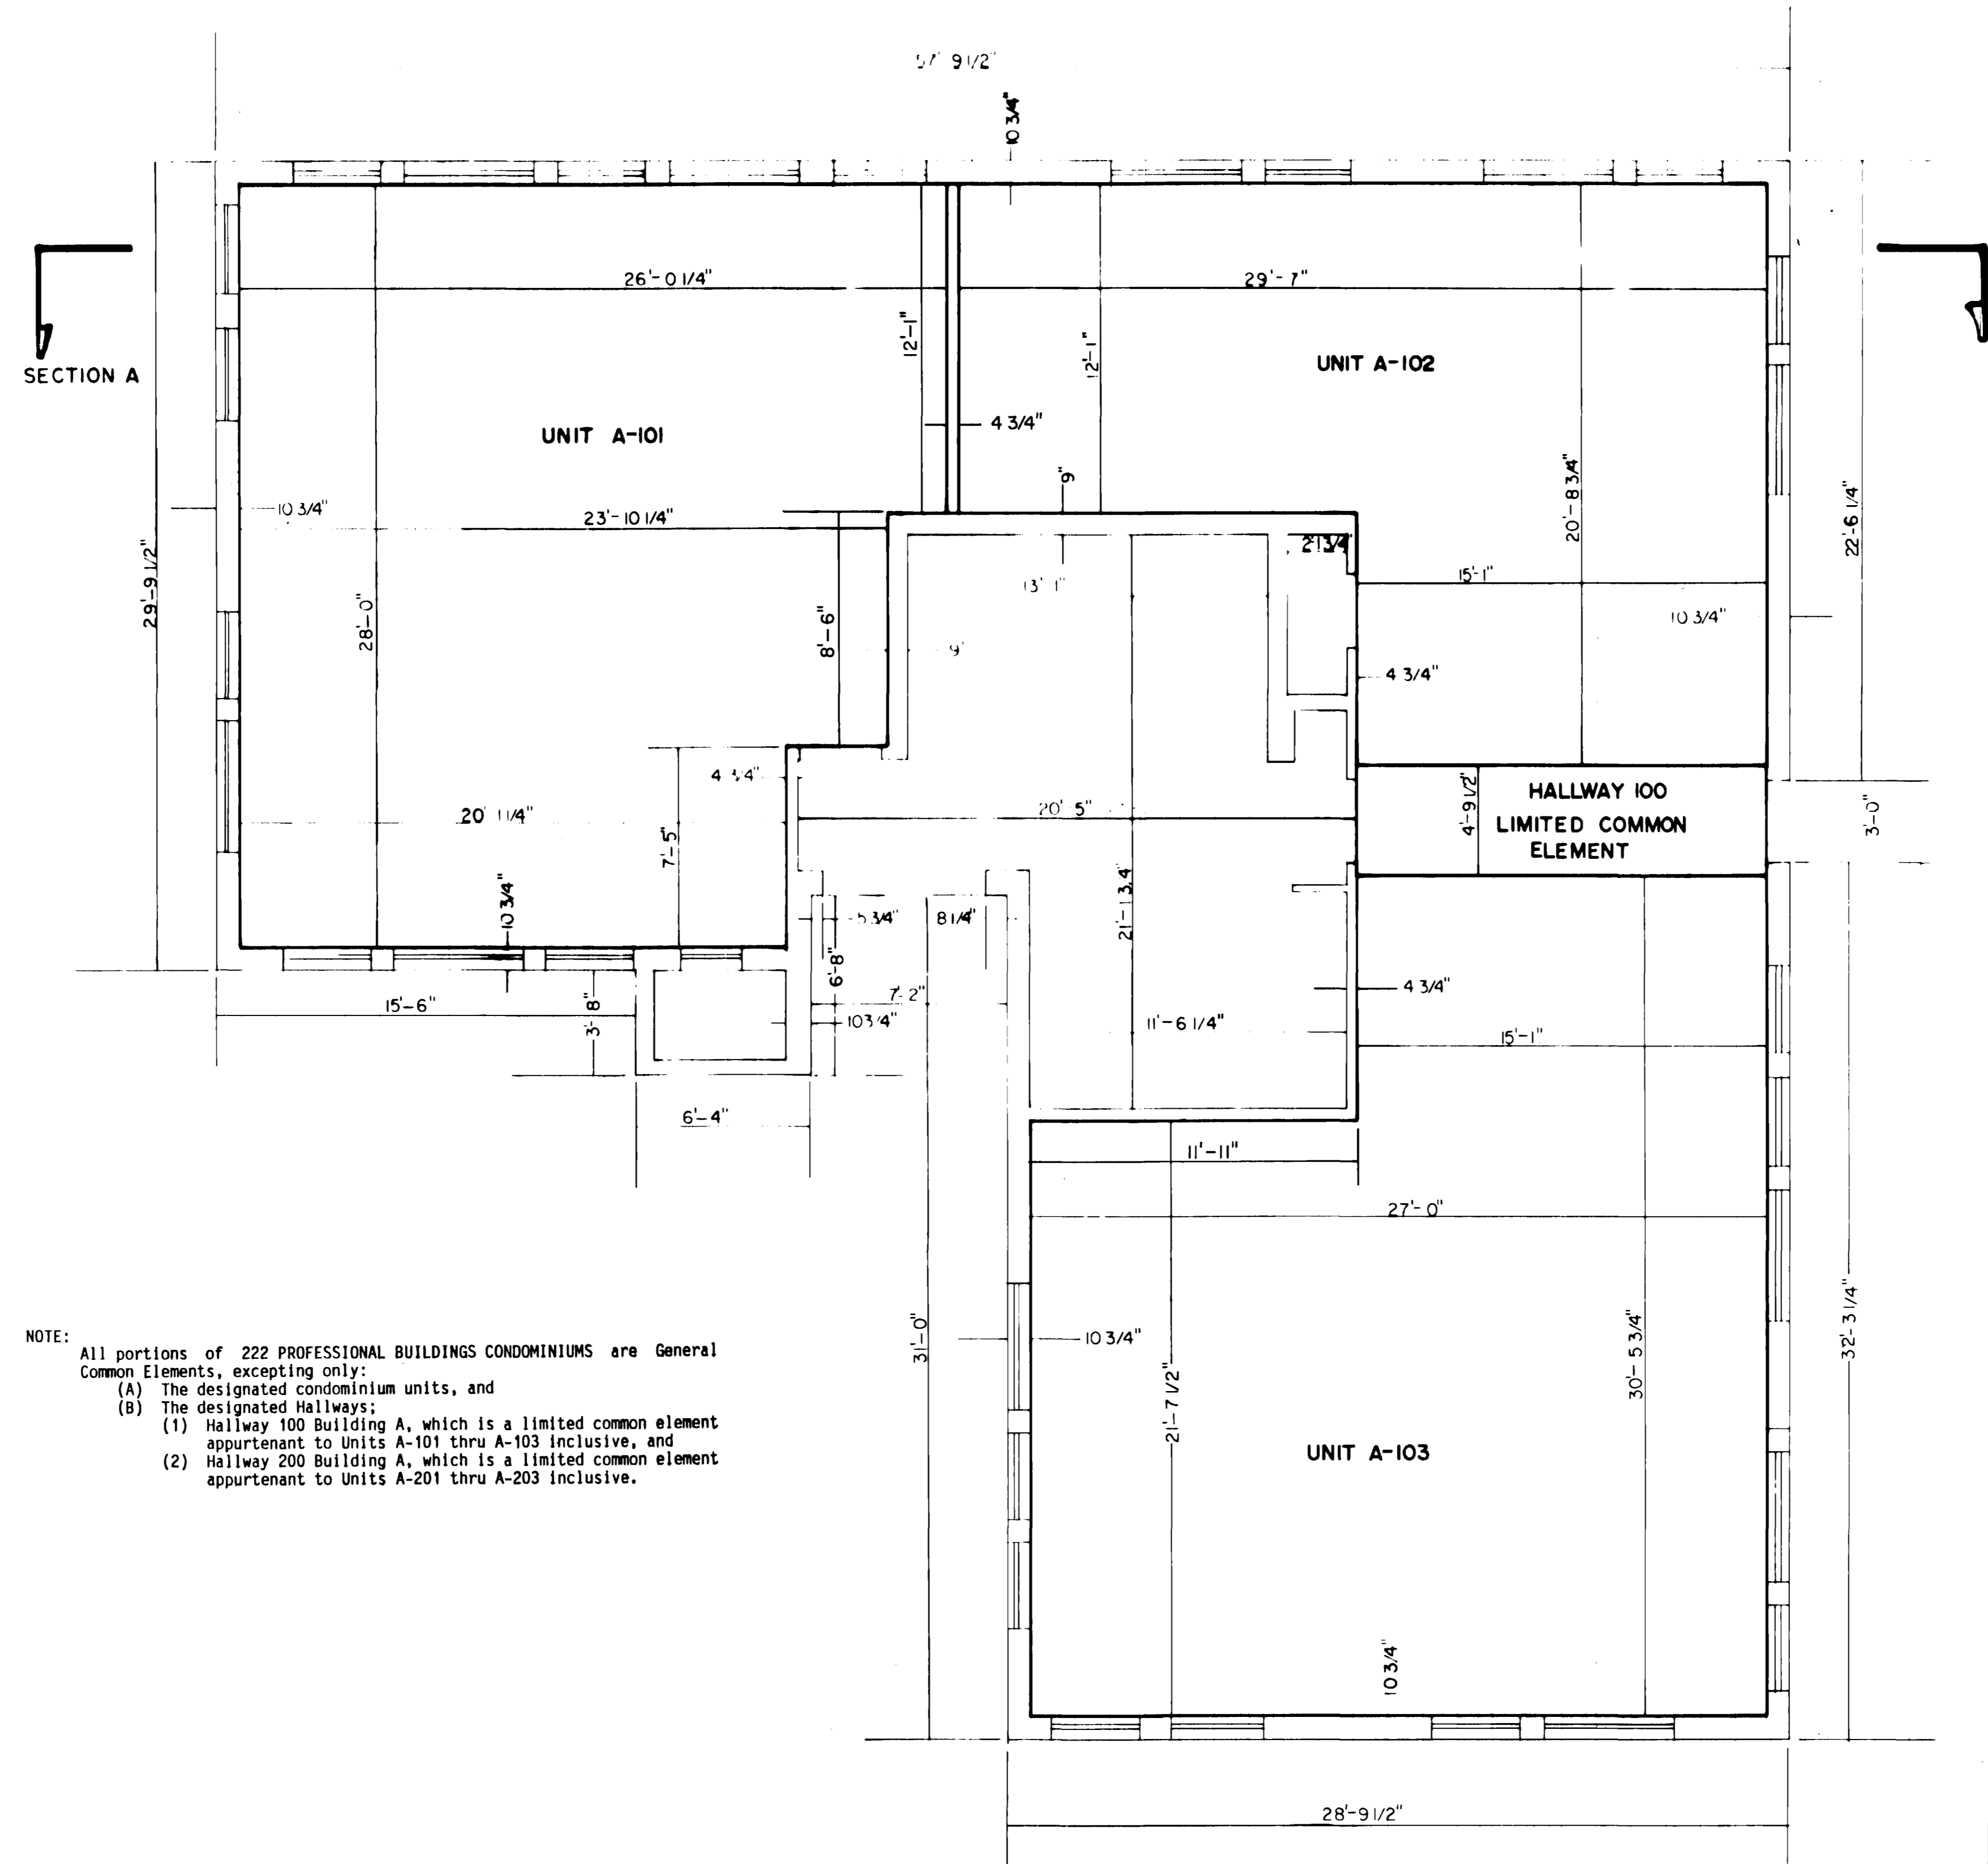 57' 9 1/2"
10 3/4"
26'-0 1/4"
29'-7"
12'-1"
12'-1"
SECTION A
UNIT A-102
UNIT A-101
4 3/4"
9"
20'-8 3/4"
22'-6 1/4"
10 3/4"
23'-10 1/4"
29'-9 1/2"
28'-0"
13' 1"
15'-1"
10 3/4"
8'-6"
9"
4 3/4"
4 3/4"
20' 1 1/4"
7'-5"
20' 5"
4'-9 1/2"
HALLWAY 100
LIMITED COMMON
ELEMENT
3'-0"
10 3/4"
5 3/4"
8 1/4"
21'-1 3/4"
6'-8"
7'-2"
4 3/4"
15'-6"
3'-8"
10 3/4"
11'-6 1/4"
15'-1"
6'-4"
11'-11"
27'-0"
31'-0"
10 3/4"
21'-7 1/2"
30'-5 3/4"
32'-3 1/4"
UNIT A-103
10 3/4"
28'-9 1/2"
NOTE:
All portions of 222 PROFESSIONAL BUILDINGS CONDOMINIUMS are General
Common Elements, excepting only:
(A) The designated condominium units, and
(B) The designated Hallways;
(1) Hallway 100 Building A, which is a limited common element
appurtenant to Units A-101 thru A-103 inclusive, and
(2) Hallway 200 Building A, which is a limited common element
appurtenant to Units A-201 thru A-203 inclusive.